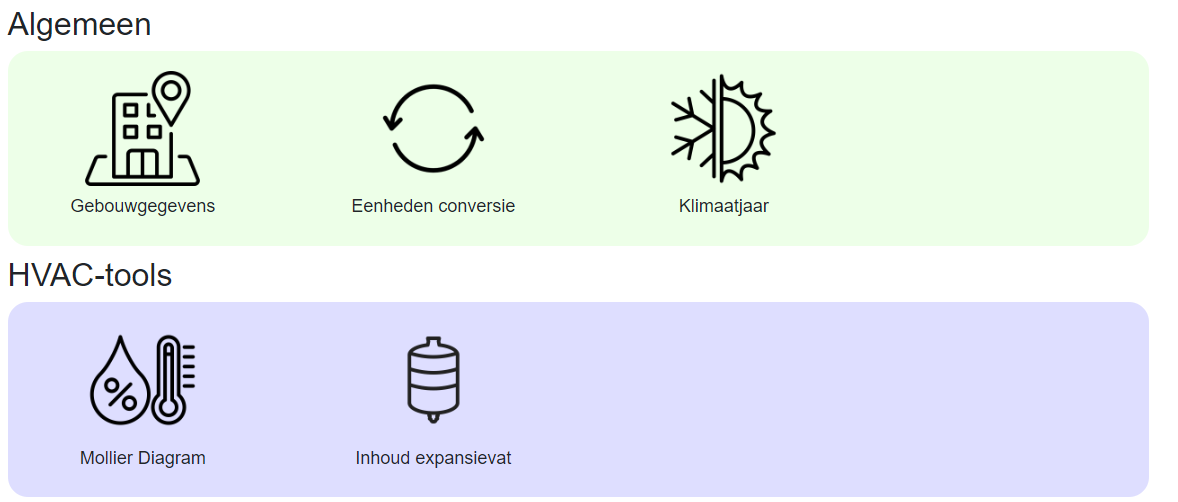 Algemeen
Gebouwgegevens
Eenheden conversie
Klimaatjaar
HVAC-tools
%
Mollier Diagram
Inhoud expansievat